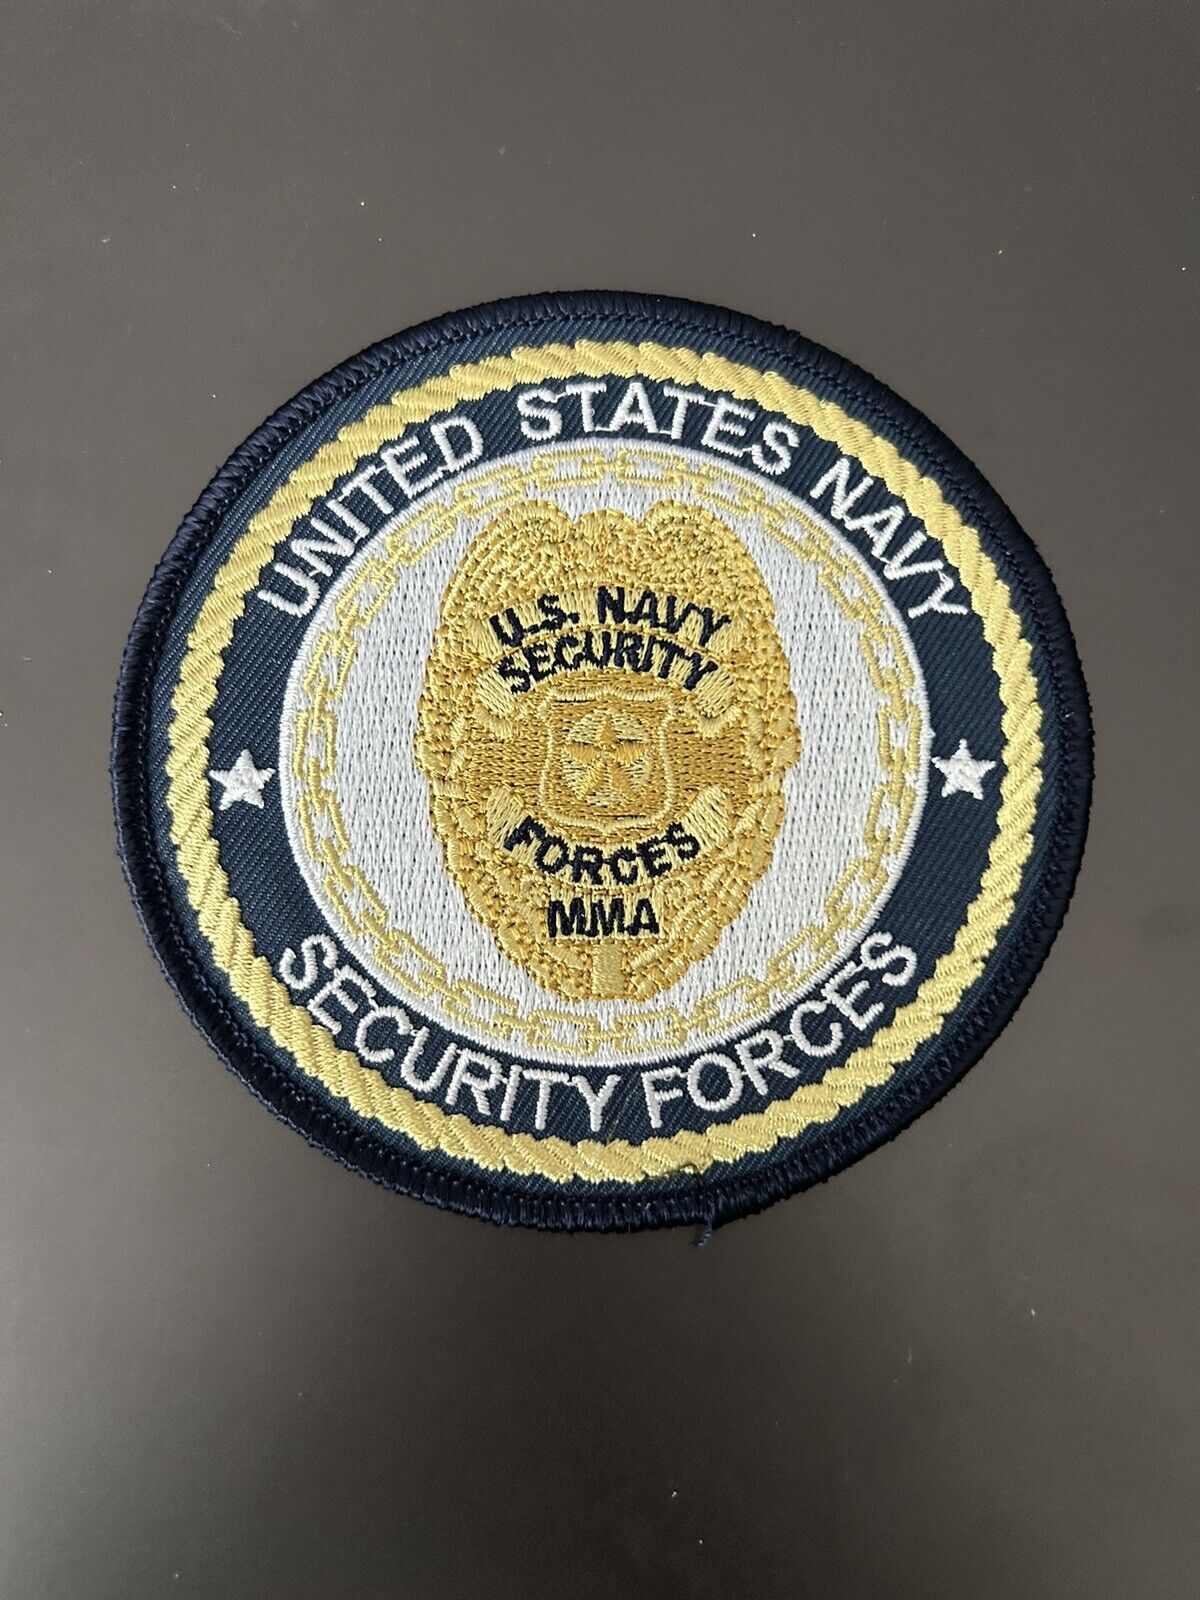 UNITED STATES NAVY
U.S. NAVY
SECURITY
FORCES
MMA
SECURITY FORCES